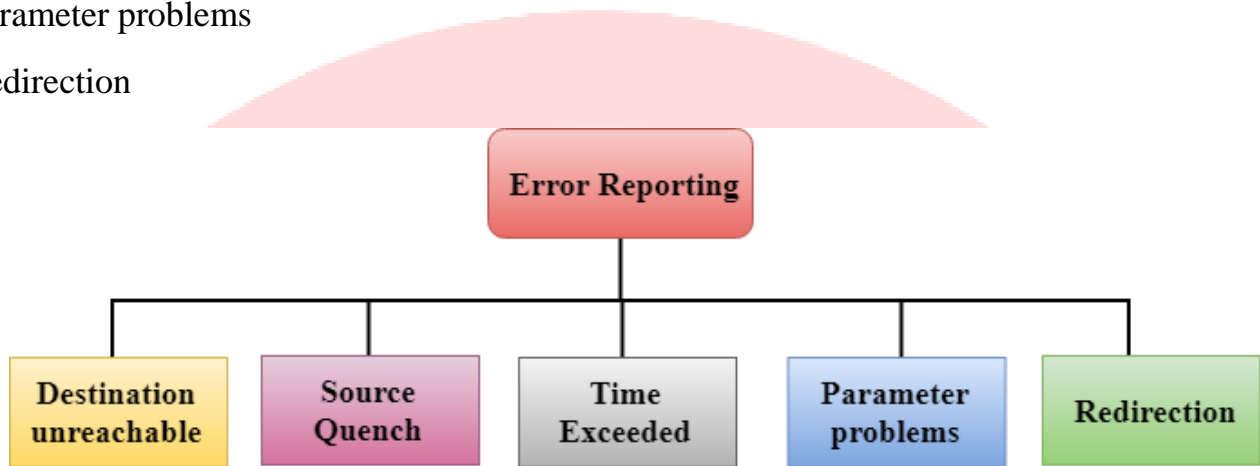 rameter problems
edirection
Error Reporting
Destination
unreachable
Source
Quench
Time
Exceeded
Parameter
problems
Redirection